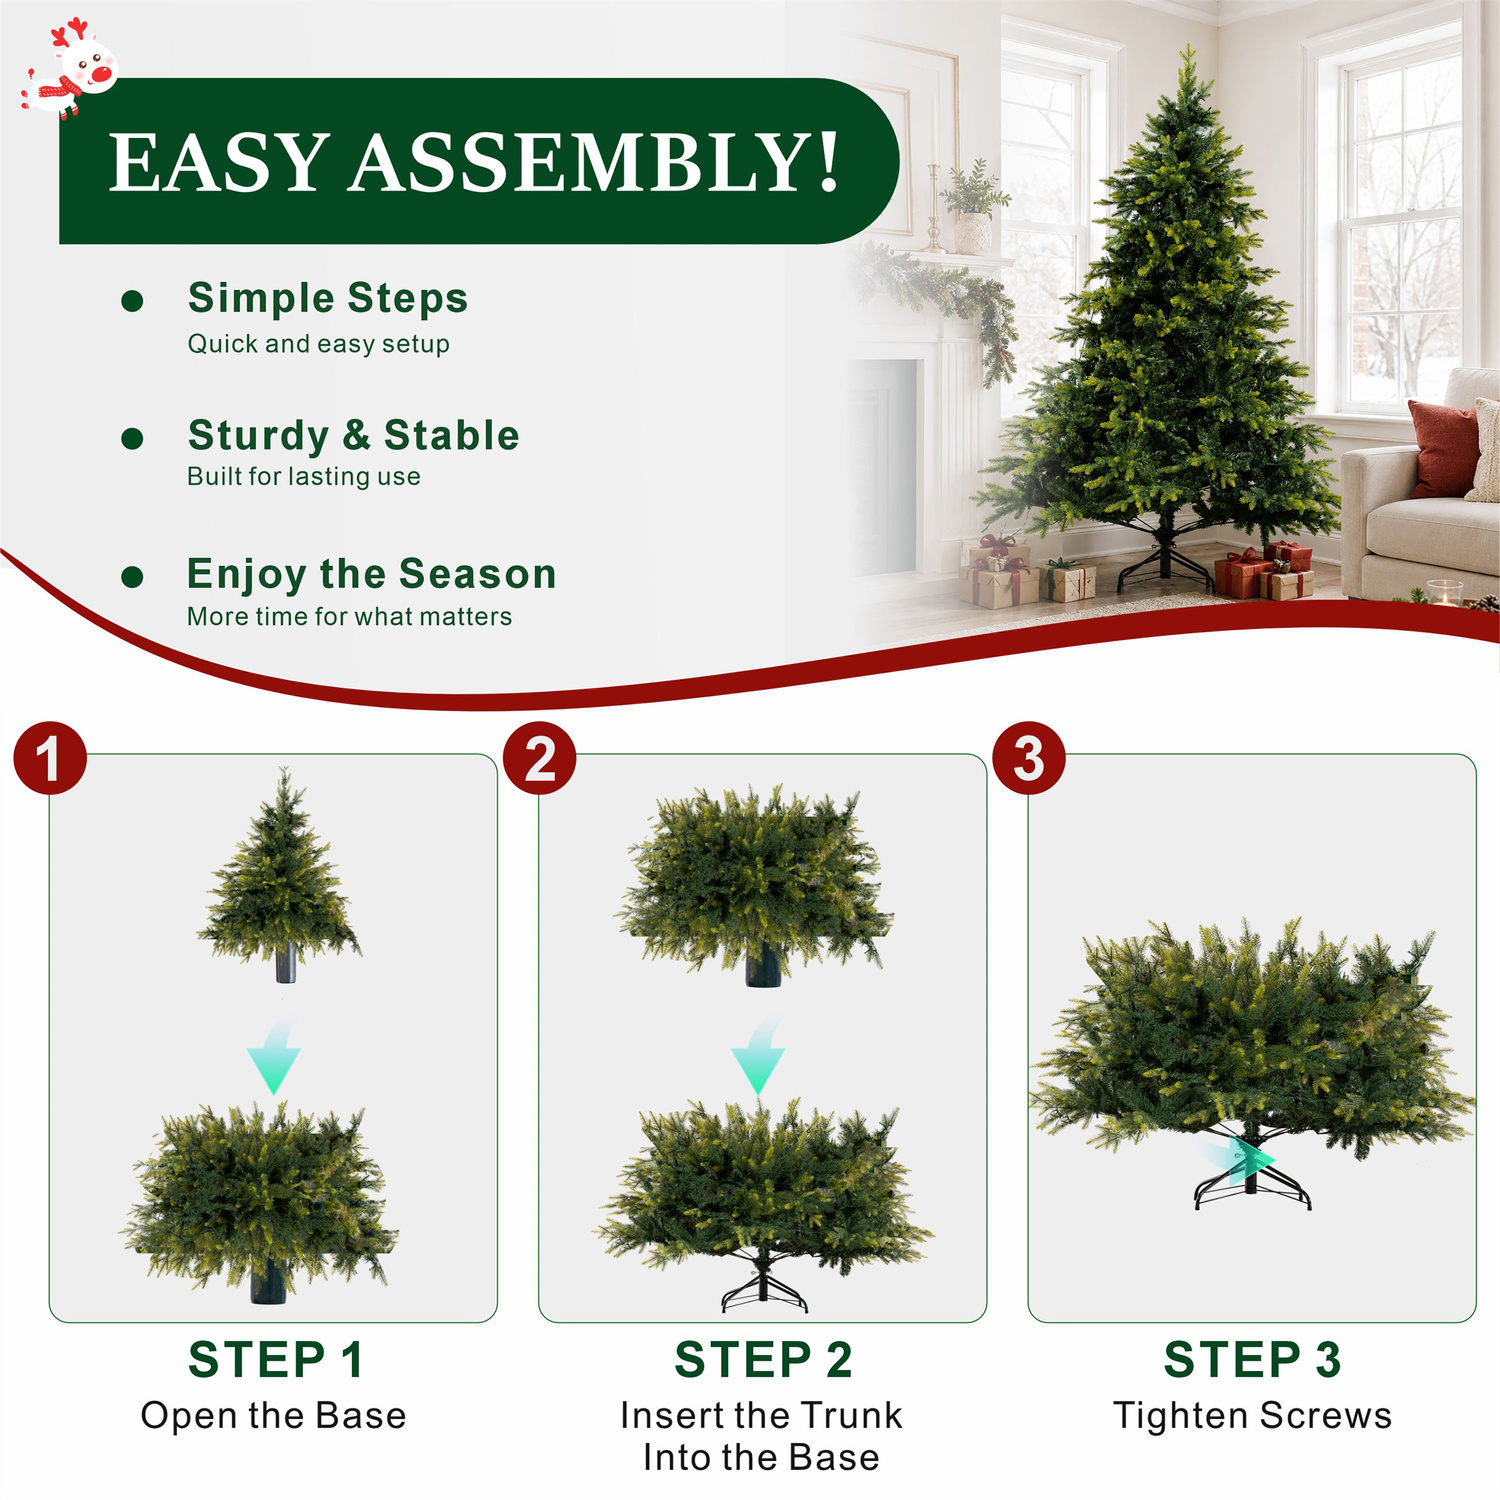 EASY ASSEMBLY!
Simple Steps
Quick and easy setup
Sturdy & Stable
Built for lasting use
Enjoy the Season
More time for what matters
1
2
3
STEP 1
Open the Base
STEP 2
Insert the Trunk
Into the Base
STEP 3
Tighten Screws